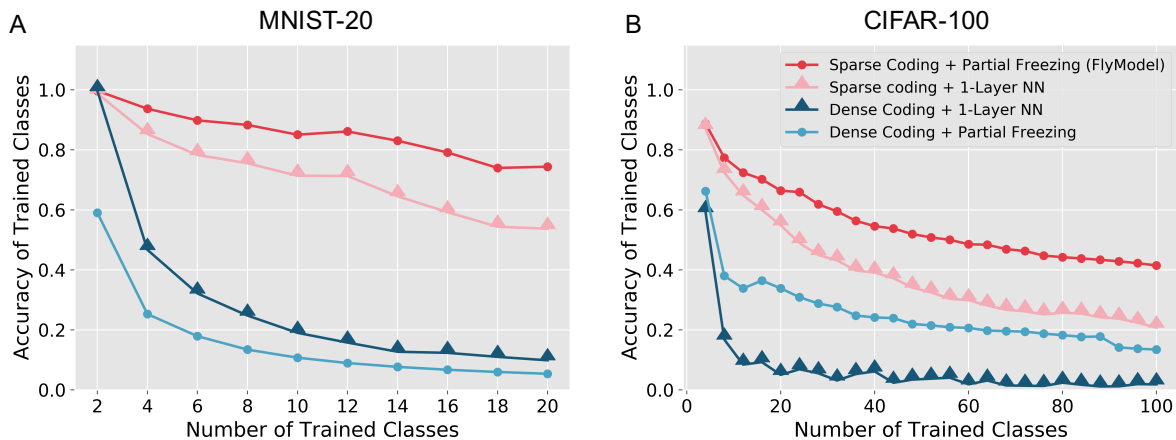 A
MNIST-20
Accuracy of Trained Classes
1.0
0.8
0.6
0.4
0.2
0.0
2 4 6 8 10 12 14 16 18 20
Number of Trained Classes
B
CIFAR-100
Sparse Coding + Partial Freezing (FlyModel)
Sparse coding + 1-Layer NN
Dense Coding + 1-Layer NN
Dense Coding + Partial Freezing
Accuracy of Trained Classes
1.0
0.8
0.6
0.4
0.2
0.0
0 20 40 60 80 100
Number of Trained Classes